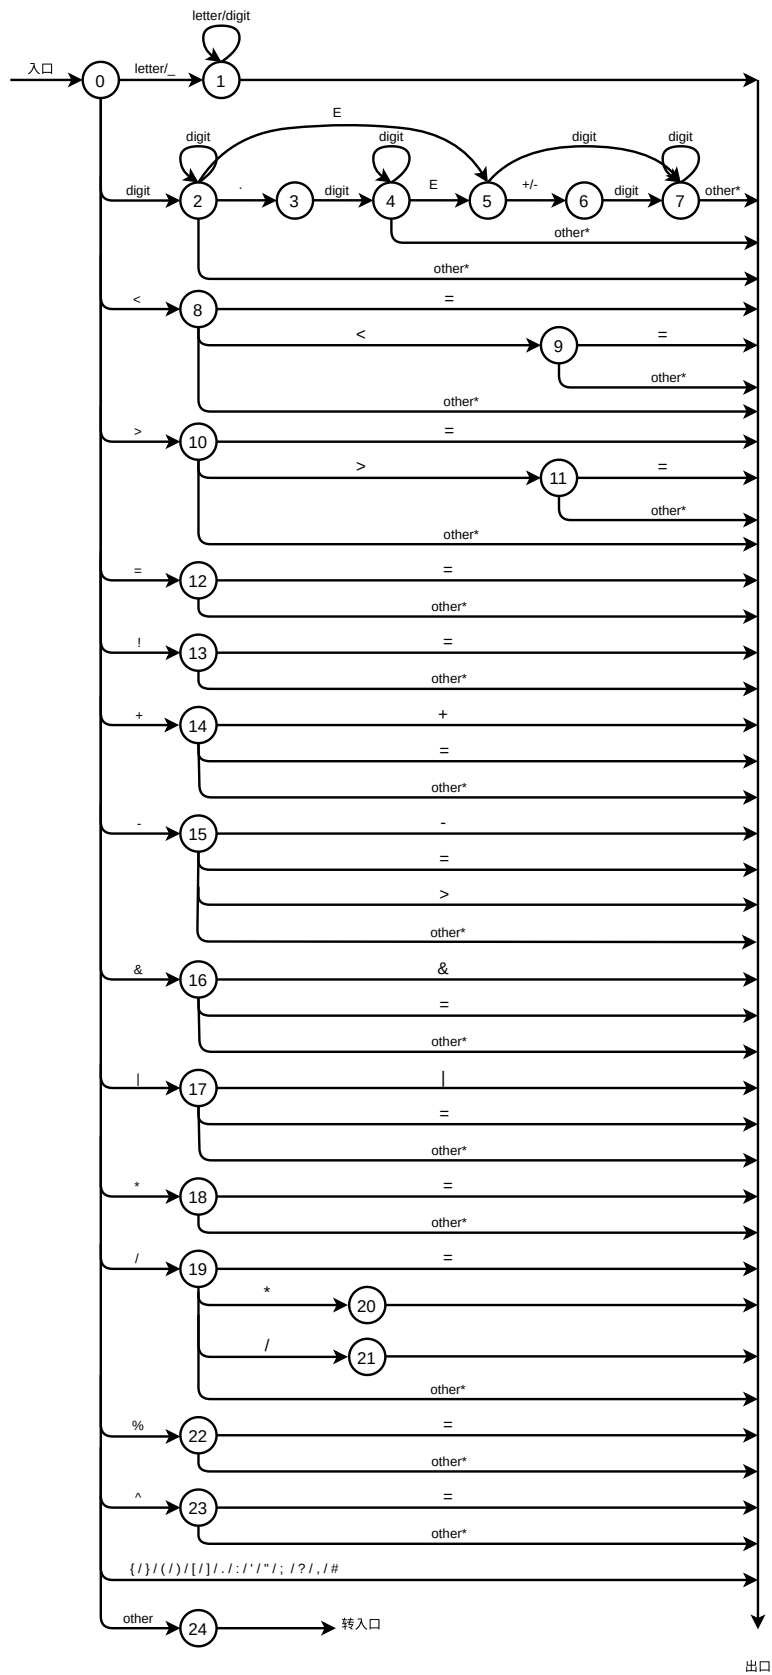 letter/digit
入口
0
letter/_
1
E
digit
digit
digit
digit
digit
2
.
3
digit
4
E
5
+/-
6
digit
7
other*
other*
other*
<
8
=
<
9
=
other*
other*
>
10
=
>
11
=
other*
other*
=
12
=
other*
!
13
=
other*
+
14
+
=
other*
-
15
-
=
>
other*
&
16
&
=
other*
|
17
|
=
other*
*
18
=
other*
/
19
=
*
20
/
21
other*
%
22
=
other*
^
23
=
other*
{ / } / ( / ) / [ / ] / . / : / ' / " / ; / ? / , / #
other
24
转入口
出口